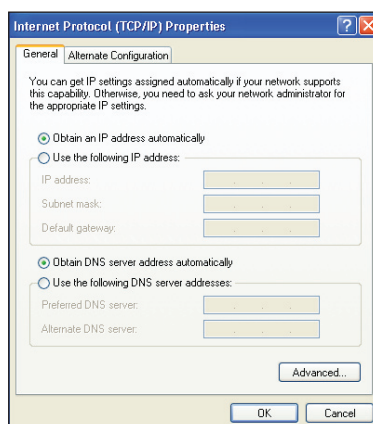 Internet Protocol (TCP/IP) Properties
General
Alternate Configuration
You can get IP settings assigned automatically if your network supports
this capability. Otherwise, you need to ask your network administrator for
the appropriate IP settings.
Obtain an IP address automatically
Use the following IP address:
IP address:
Subnet mask:
Default gateway:
Obtain DNS server address automatically
Use the following DNS server addresses:
Preferred DNS server:
Alternate DNS server:
Advanced...
OK
Cancel